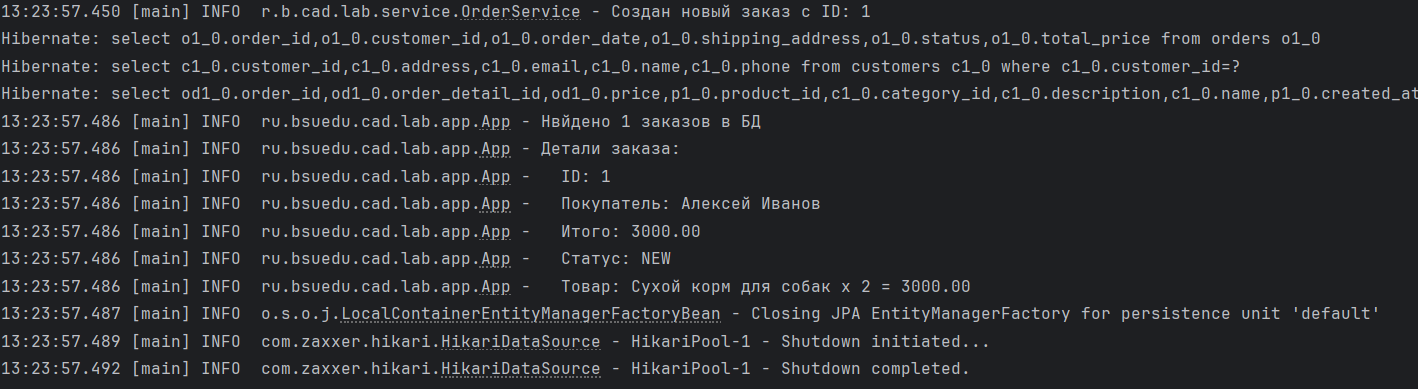 13:23:57.450 [main] INFO  r.b.cad.lab.service.OrderService - Создан новый заказ с ID: 1
Hibernate: select o1_0.order_id,o1_0.customer_id,o1_0.order_date,o1_0.shipping_address,o1_0.status,o1_0.total_price from orders o1_0
Hibernate: select c1_0.customer_id,c1_0.address,c1_0.email,c1_0.name,c1_0.phone from customers c1_0 where c1_0.customer_id=?
Hibernate: select od1_0.order_id,od1_0.order_detail_id,od1_0.price,p1_0.product_id,c1_0.category_id,c1_0.description,c1_0.name,p1_0.created_at
13:23:57.486 [main] INFO  ru.bsuedu.cad.lab.app.App - Нвйдено 1 заказов в БД
13:23:57.486 [main] INFO  ru.bsuedu.cad.lab.app.App - Детали заказа:
13:23:57.486 [main] INFO  ru.bsuedu.cad.lab.app.App -   ID: 1
13:23:57.486 [main] INFO  ru.bsuedu.cad.lab.app.App -   Покупатель: Алексей Иванов
13:23:57.486 [main] INFO  ru.bsuedu.cad.lab.app.App -   Итого: 3000.00
13:23:57.486 [main] INFO  ru.bsuedu.cad.lab.app.App -   Статус: NEW
13:23:57.486 [main] INFO  ru.bsuedu.cad.lab.app.App -   Товар: Сухой корм для собак x 2 = 3000.00
13:23:57.487 [main] INFO  o.s.o.j.LocalContainerEntityManagerFactoryBean - Closing JPA EntityManagerFactory for persistence unit 'default'
13:23:57.489 [main] INFO  com.zaxxer.hikari.HikariDataSource - HikariPool-1 - Shutdown initiated...
13:23:57.492 [main] INFO  com.zaxxer.hikari.HikariDataSource - HikariPool-1 - Shutdown completed.